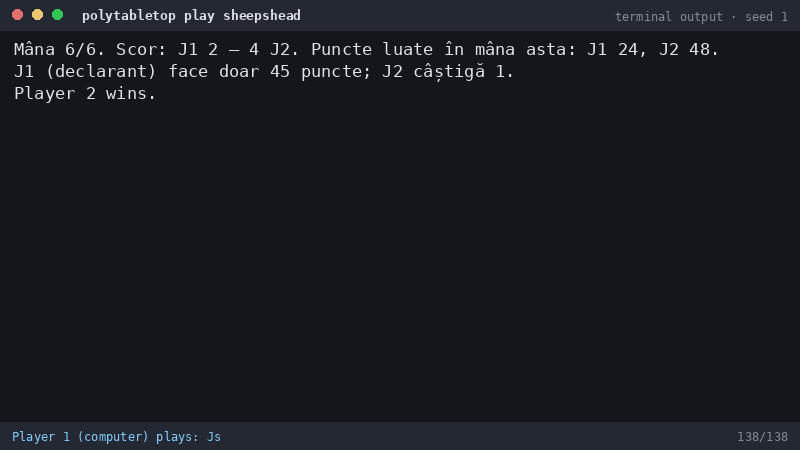 polytabletop play sheepshead
terminal output · seed 1
Mâna 6/6. Scor: J1 2 — 4 J2. Puncte luate în mâna asta: J1 24, J2 48.
J1 (declarant) face doar 45 puncte; J2 câștigă 1.
Player 2 wins.
Player 1 (computer) plays: Js
138/138